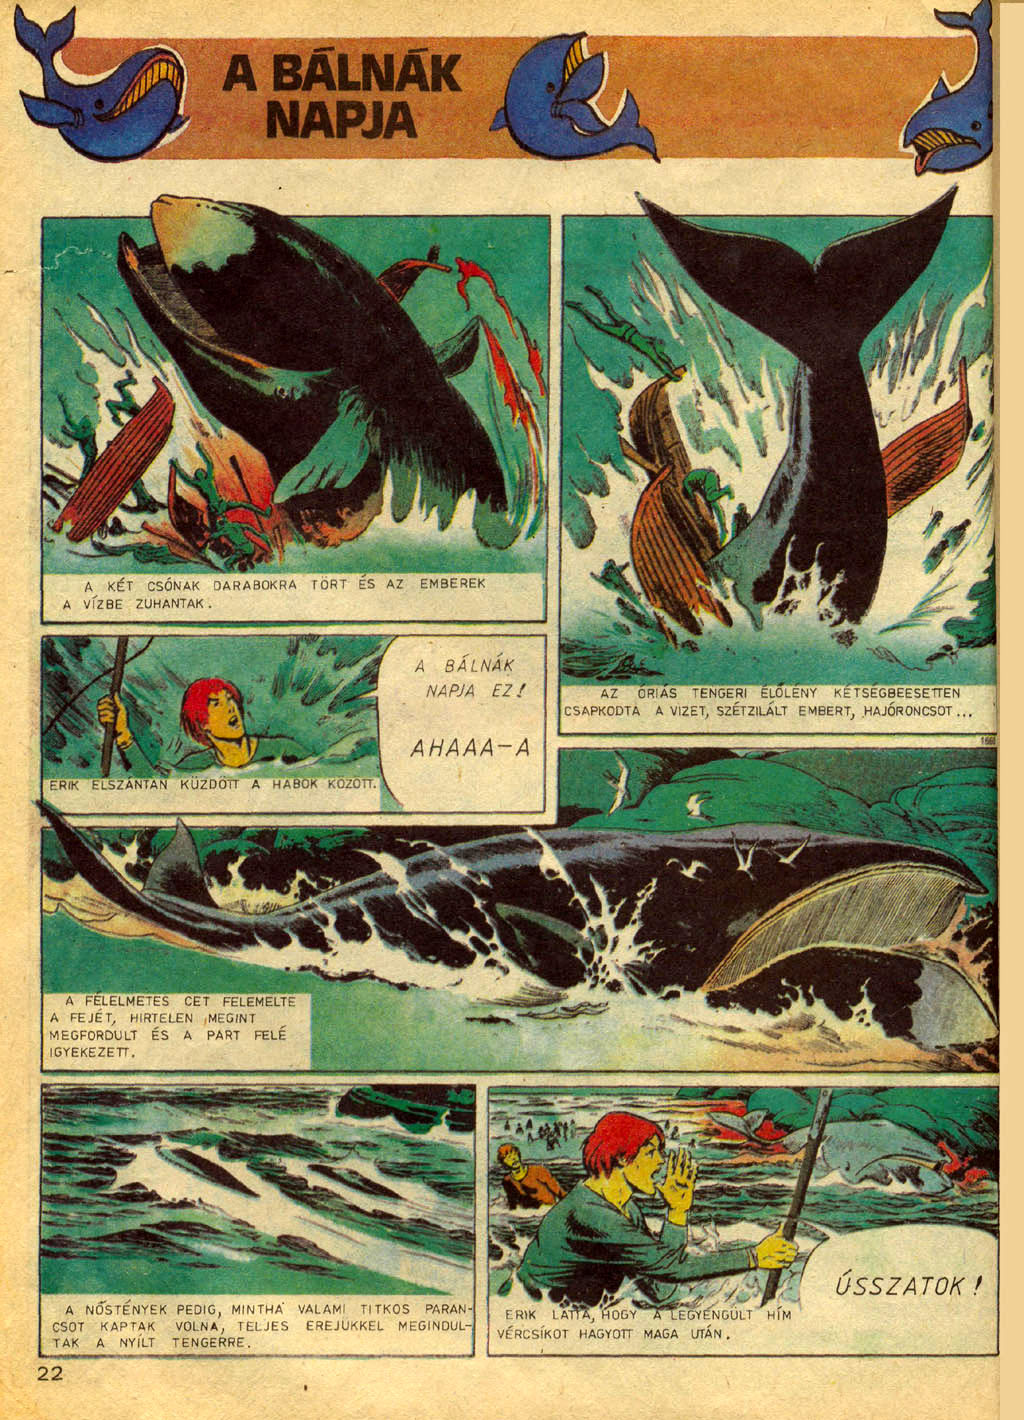 A BÁLNÁK
NAPJA
A KÉT CSÓNAK DARABOKRA TÖRT ÉS AZ EMBEREK
A VÍZBE ZUHANTAK.
AZ ÓRIÁS TENGERI ÉLŐLÉNY KÉTSÉGBEESETTEN
CSAPKODTA A VIZET, SZÉTZILÁLT EMBERT, HAJÓRONCSOT...
A BÁLNÁK
NAPJA EZ!
AHAAA-A
ERIK ELSZÁNTAN KÜZDÖTT A HABOK KÖZÖTT.
A FÉLELMETES CET FELEMELTE
A FEJÉT, HIRTELEN MEGINT
MEGFORDULT ÉS A PART FELÉ
IGYEKEZETT.
A NŐSTÉNYEK PEDIG, MINTHA VALAMI TITKOS PARAN-
CSOT KAPTAK VOLNA, TELJES EREJÜKKEL MEGINDUL-
TAK A NYÍLT TENGERRE.
ÚSSZATOK!
ERIK LÁTTA, HOGY A LEGYENGÜLT HÍM
VÉRCSÍKOT HAGYOTT MAGA UTÁN.
22